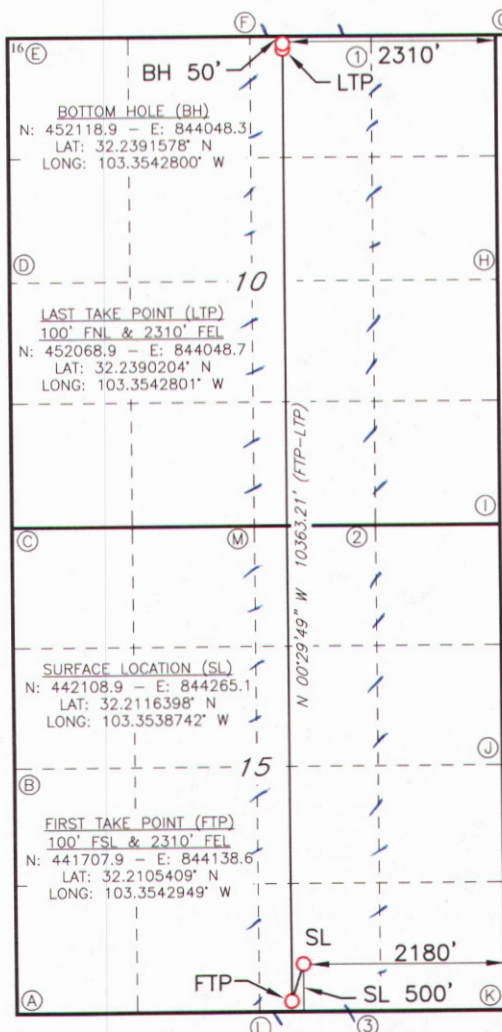 F
G
16
E
BH 50'
1
2310'
LTP
BOTTOM HOLE (BH)
N: 452118.9 - E: 844048.3
LAT: 32.2391578° N
LONG: 103.3542800° W
D
10
H
LAST TAKE POINT (LTP)
100' FNL & 2310' FEL
N: 452068.9 - E: 844048.7
LAT: 32.2390204° N
LONG: 103.3542801° W
N 00°29'49" W 10363.21' (FTP-LTP)
I
C
M
2
SURFACE LOCATION (SL)
N: 442108.9 - E: 844265.1
LAT: 32.2116398° N
LONG: 103.3538742° W
B
15
J
FIRST TAKE POINT (FTP)
100' FSL & 2310' FEL
N: 441707.9 - E: 844138.6
LAT: 32.2105409° N
LONG: 103.3542949° W
SL
2180'
FTP
SL 500'
A
K
L
3